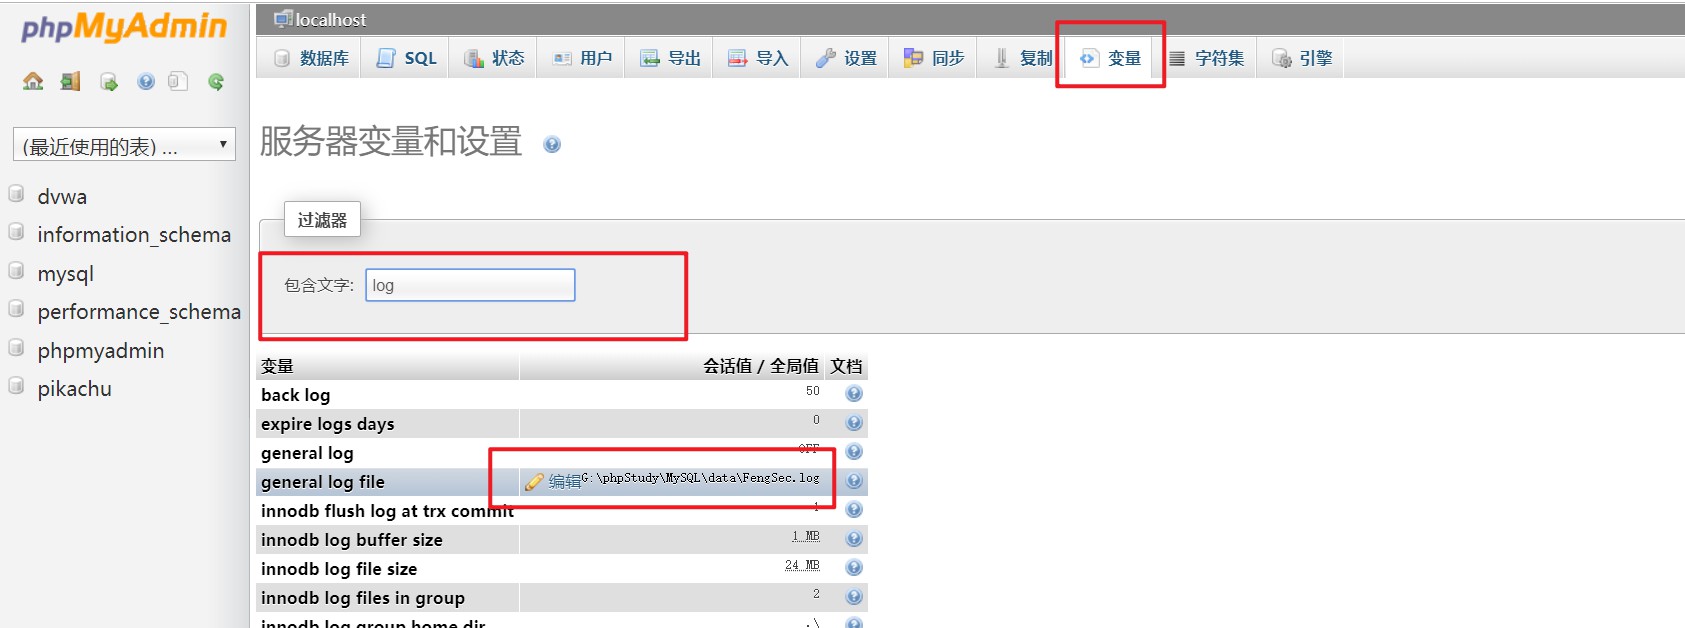 phpMyAdmin
localhost
数据库 SQL 状态 用户 导出 导入 设置 同步 复制 变量 字符集 引擎
(最近使用的表) ...
dvwa
information_schema
mysql
performance_schema
phpmyadmin
pikachu
服务器变量和设置
过滤器
包含文字: log
变量 会话值 / 全局值 文档
back log 50
expire logs days 0
general log OFF
general log file 编辑 G:\phpStudy\MySQL\data\FengSec.log
innodb flush log at trx commit 1
innodb log buffer size 1 MB
innodb log file size 24 MB
innodb log files in group 2
innodb log group home dir .\